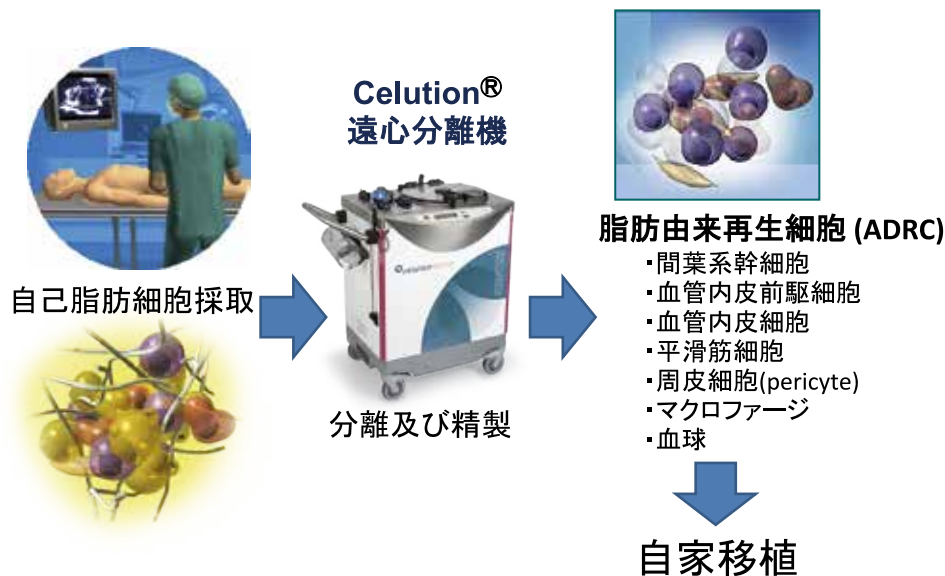 自己脂肪細胞採取
Celution®
遠心分離機
分離及び精製
脂肪由来再生細胞 (ADRC)
・間葉系幹細胞
・血管内皮前駆細胞
・血管内皮細胞
・平滑筋細胞
・周皮細胞(pericyte)
・マクロファージ
・血球
自家移植